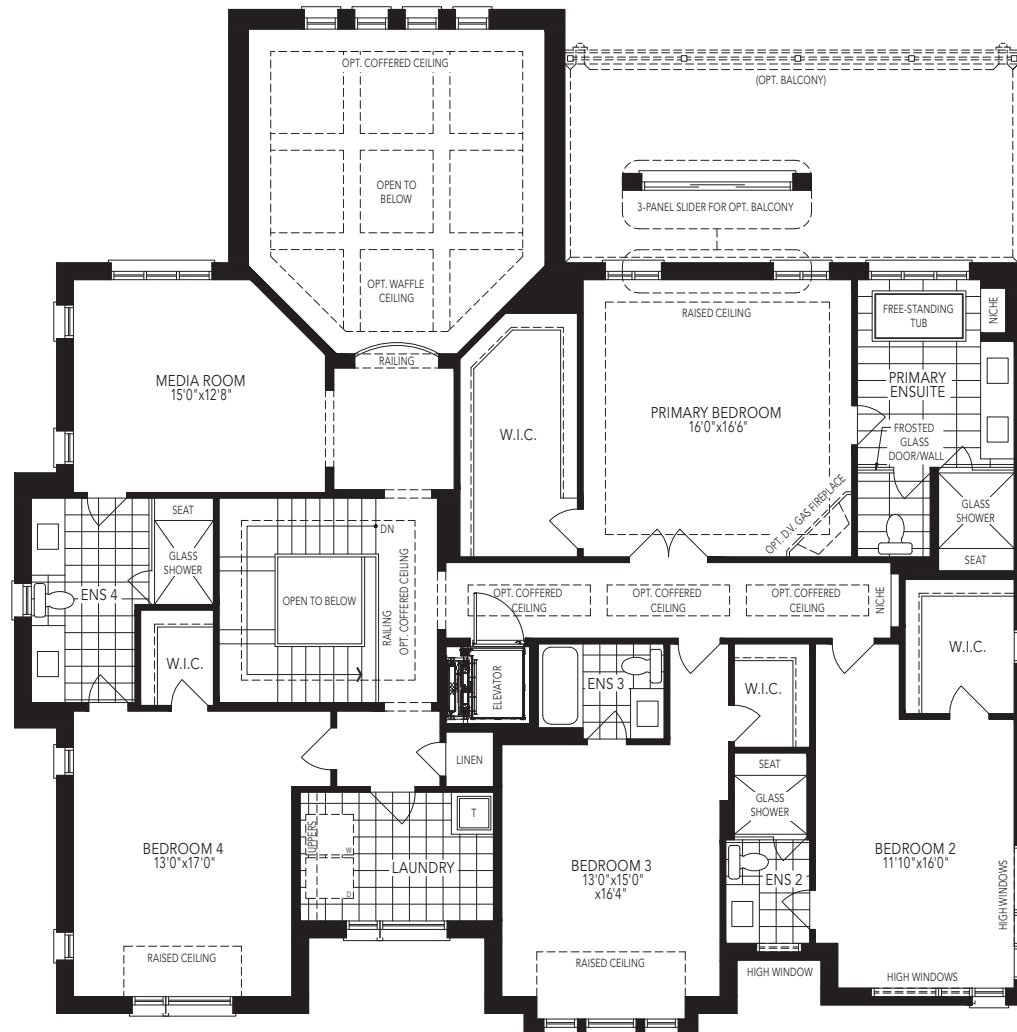 OPT. COFFERED CEILING
(OPT. BALCONY)
OPEN TO
BELOW
3-PANEL SLIDER FOR OPT. BALCONY
OPT. WAFFLE
CEILING
RAISED CEILING
FREE-STANDING
TUB
NICHE
RAILING
MEDIA ROOM
15'0"x12'8"
PRIMARY
ENSUITE
PRIMARY BEDROOM
16'0"x16'6"
W.I.C.
FROSTED
GLASS
DOOR/WALL
OPT. D.V. GAS FIREPLACE
GLASS
SHOWER
SEAT
SEAT
GLASS
SHOWER
DN
ENS 4
OPEN TO BELOW
RAILING
OPT. COFFERED CEILING
OPT. COFFERED
CEILING
OPT. COFFERED
CEILING
OPT. COFFERED
CEILING
NICHE
W.I.C.
W.I.C.
ELEVATOR
ENS 3
W.I.C.
LINEN
SEAT
GLASS
SHOWER
T
UPPERS
W
D
LAUNDRY
BEDROOM 4
13'0"x17'0"
BEDROOM 3
13'0"x15'0"
x16'4"
ENS 2
BEDROOM 2
11'10"x16'0"
HIGH WINDOWS
RAISED CEILING
RAISED CEILING
HIGH WINDOW
HIGH WINDOWS